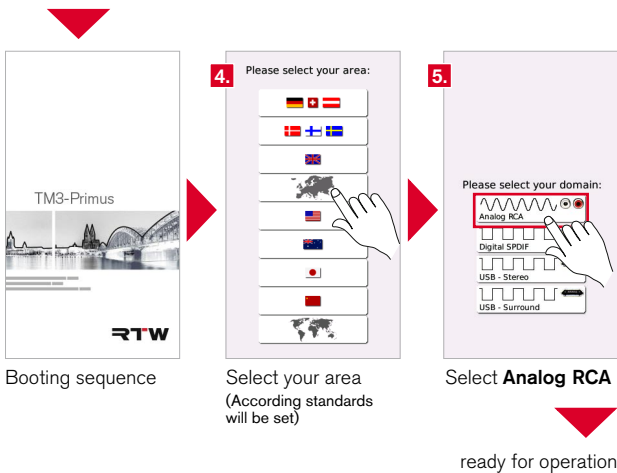 TM3-Primus
RTW
Booting sequence
4.
Please select your area:
Select your area
(According standards
will be set)
5.
Please select your domain:
Analog RCA
Digital SPDIF
USB - Stereo
USB - Surround
Select Analog RCA
ready for operation